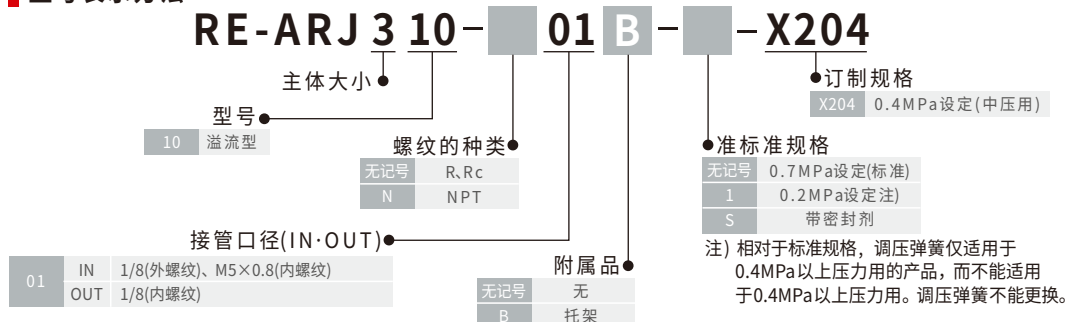 RE-ARJ 3 10- 01 B - -X204
主体大小
订制规格
X204 0.4MPa设定(中压用)
型号
10 溢流型
螺纹的种类
无记号 R、Rc
N NPT
准标准规格
无记号 0.7MPa设定(标准)
1 0.2MPa设定注)
S 带密封剂
接管口径(IN·OUT)
01 IN 1/8(外螺纹)、M5×0.8(内螺纹)
OUT 1/8(内螺纹)
附属品
无记号 无
B 托架
注) 相对于标准规格，调压弹簧仅适用于
0.4MPa以上压力用的产品，而不能适用
于0.4MPa以上压力用。调压弹簧不能更换。